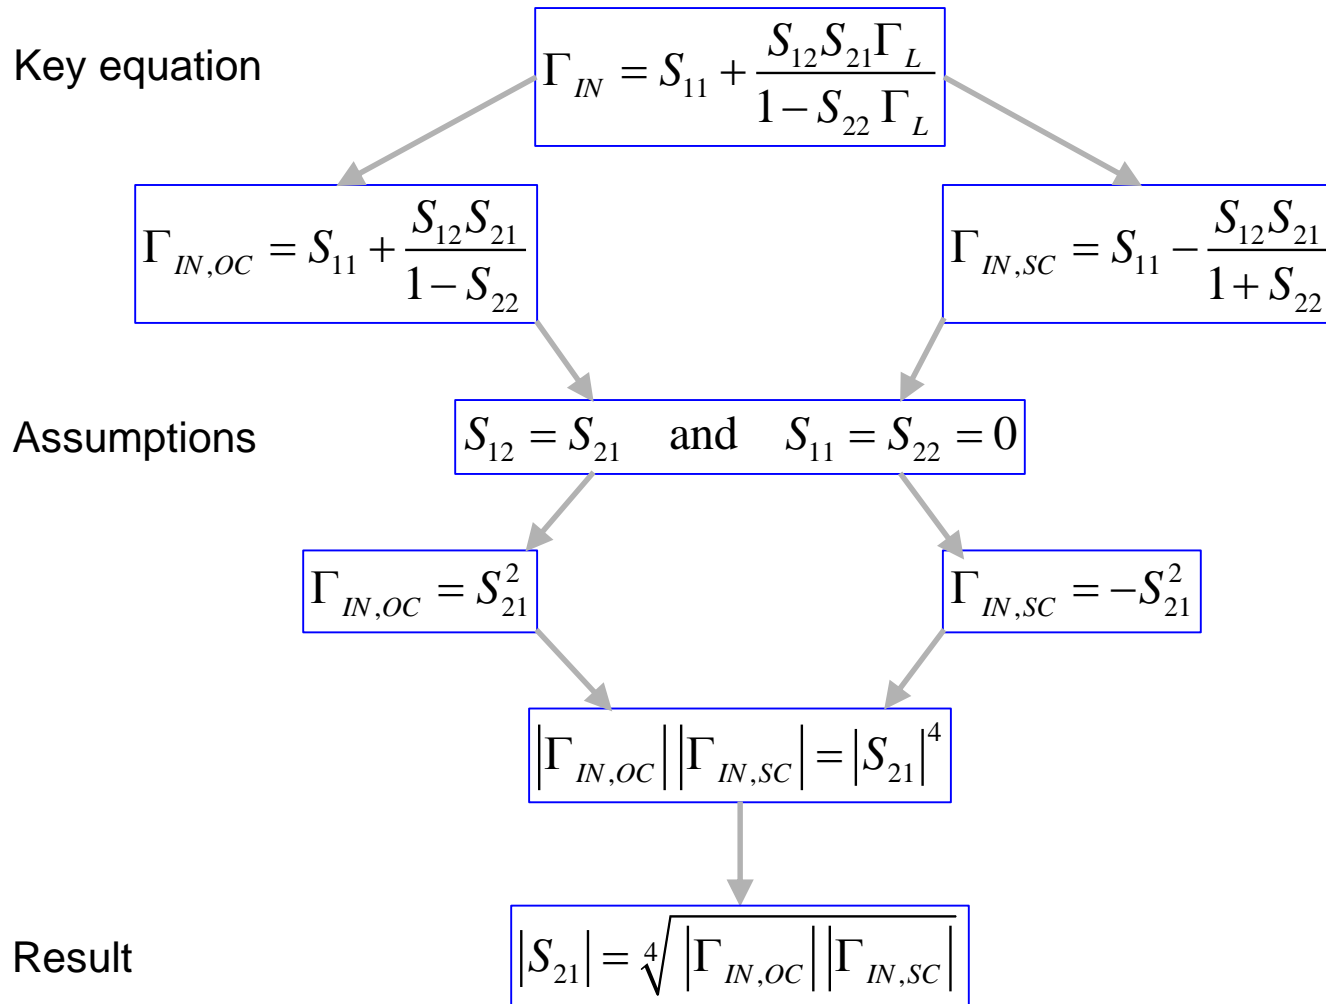 Key equation
Γ_IN = S_11 + (S_12 S_21 Γ_L)/(1 − S_22 Γ_L)
Γ_IN,OC = S_11 + (S_12 S_21)/(1 − S_22)
Γ_IN,SC = S_11 − (S_12 S_21)/(1 + S_22)
Assumptions
S_12 = S_21 and S_11 = S_22 = 0
Γ_IN,OC = S_21^2
Γ_IN,SC = −S_21^2
|Γ_IN,OC| |Γ_IN,SC| = |S_21|^4
Result
|S_21| = ∜(|Γ_IN,OC| |Γ_IN,SC|)